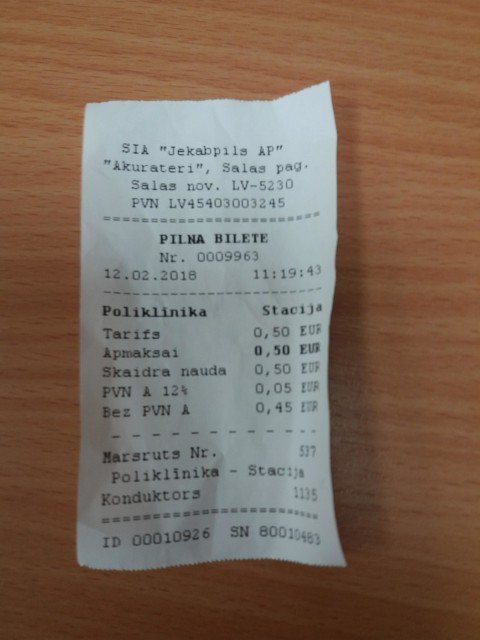 SIA "Jekabpils AP"
"Akurateri", Salas pag.
Salas nov. LV-5230
PVN LV45403003245
PILNA BILETE
Nr. 0009963
12.02.2018 11:19:43
Poliklīnika Stacija
Tarifs 0,50 EUR
Apmaksai 0,50 EUR
Skaidra nauda 0,50 EUR
PVN A 12% 0,05 EUR
Bez PVN A 0,45 EUR
Marsruts Nr. 537
Poliklīnika - Stacija
Konduktors 1135
ID 00010926 SN 80010483